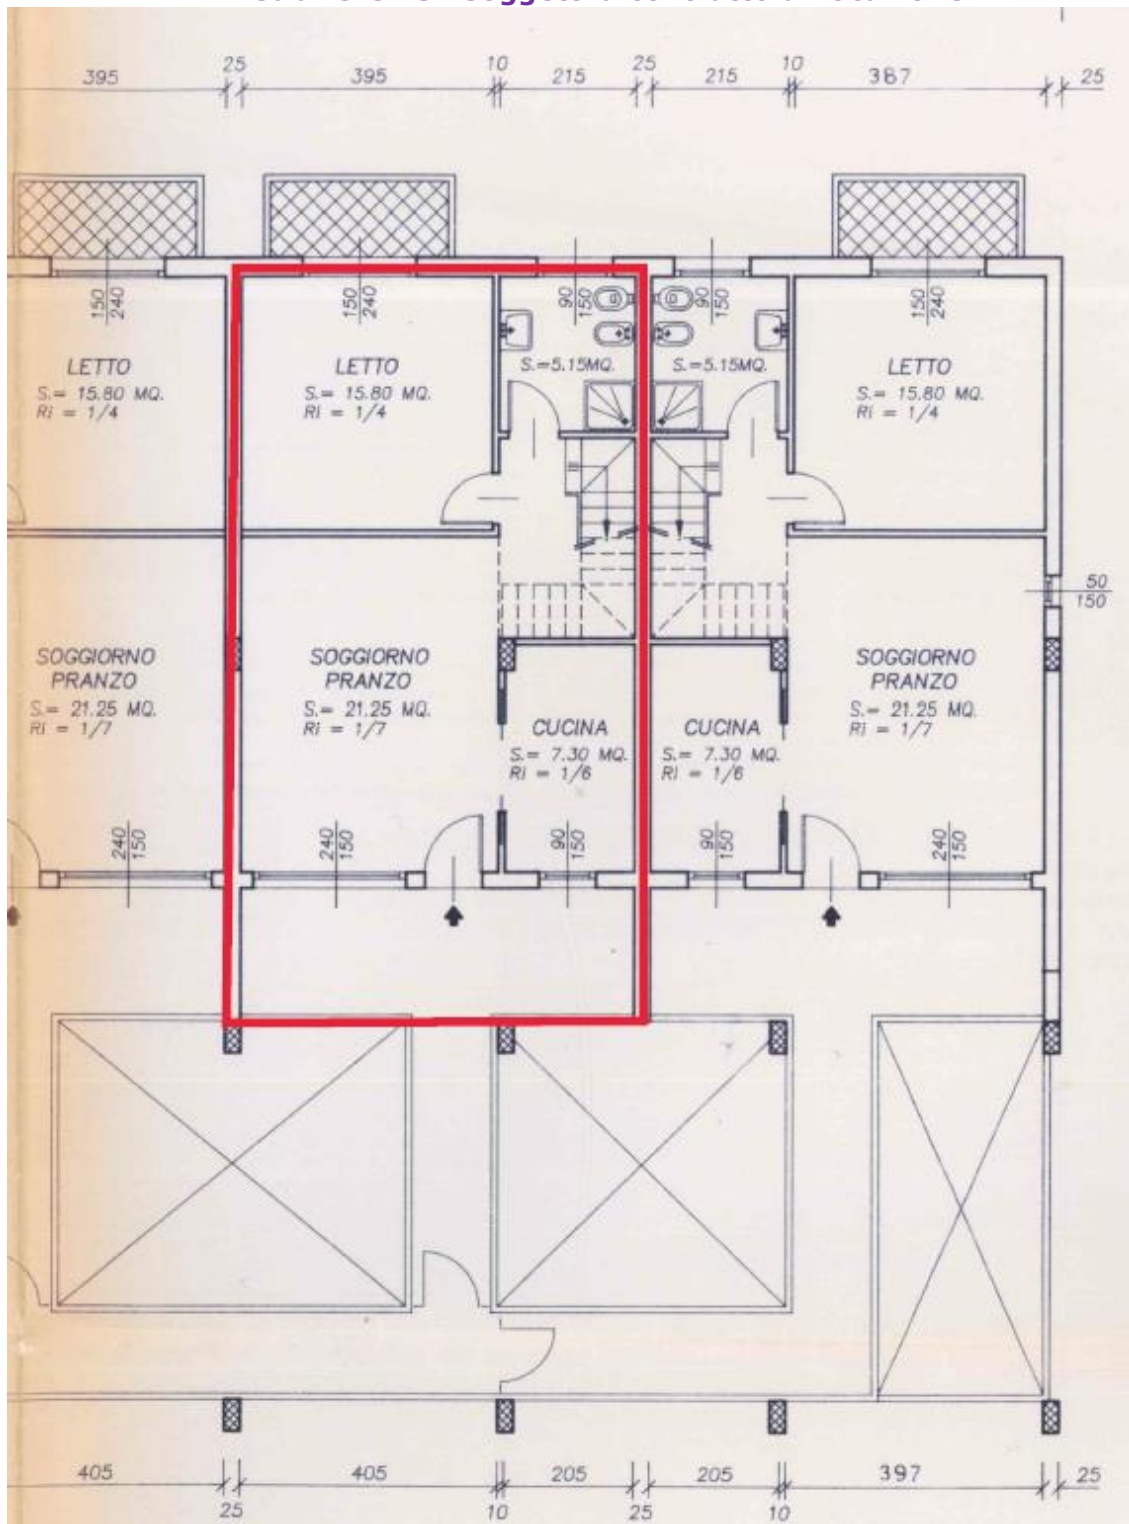 395 25 395 10 215 25 215 10 387 25
150 240 150 240 90 150 90 150 150 240
LETTO LETTO S.=5.15MQ. S.=5.15MQ. LETTO
S.= 15.80 MQ. S.= 15.80 MQ. S.= 15.80 MQ.
Ri = 1/4 Ri = 1/4 Ri = 1/4
50
150
SOGGIORNO SOGGIORNO SOGGIORNO
PRANZO PRANZO PRANZO
S.= 21.25 MQ. S.= 21.25 MQ. S.= 21.25 MQ.
Ri = 1/7 Ri = 1/7 Ri = 1/7
CUCINA CUCINA
S.= 7.30 MQ. S.= 7.30 MQ.
Ri = 1/6 Ri = 1/6
240 150 240 150 90 150 90 150 240 150
405 405 205 205 397 25
25 10 25 10